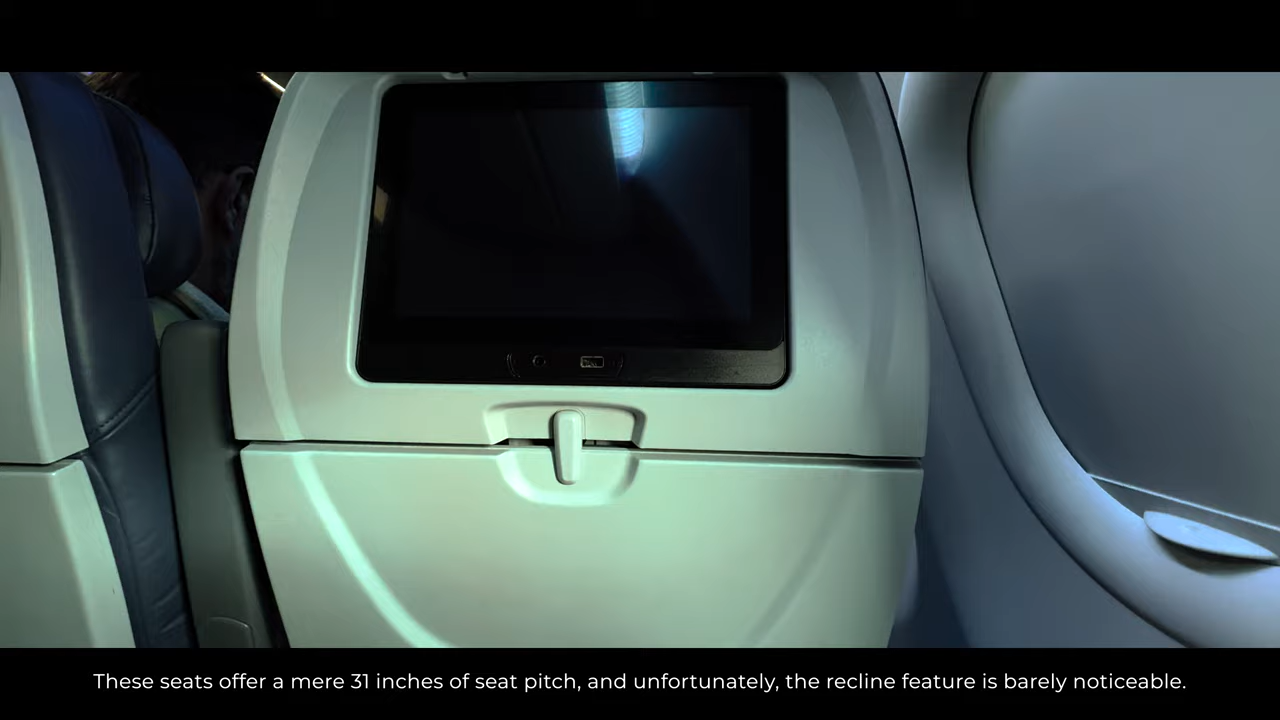 These seats offer a mere 31 inches of seat pitch, and unfortunately, the recline feature is barely noticeable.